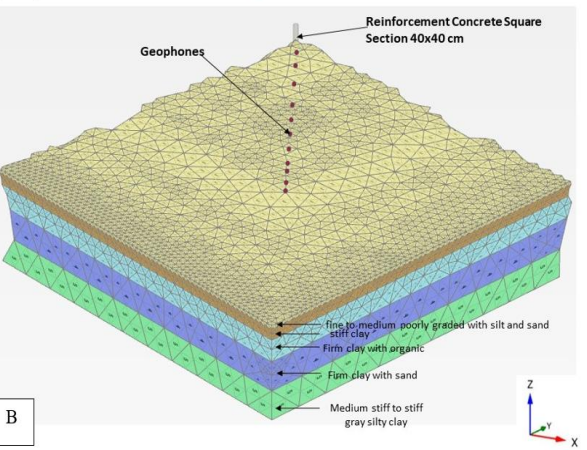 Reinforcement Concrete Square
Section 40x40 cm
Geophones
fine to medium poorly graded with silt and sand
stiff clay
Firm clay with organic
Firm clay with sand
Medium stiff to stiff
gray silty clay
B
Z
Y
X